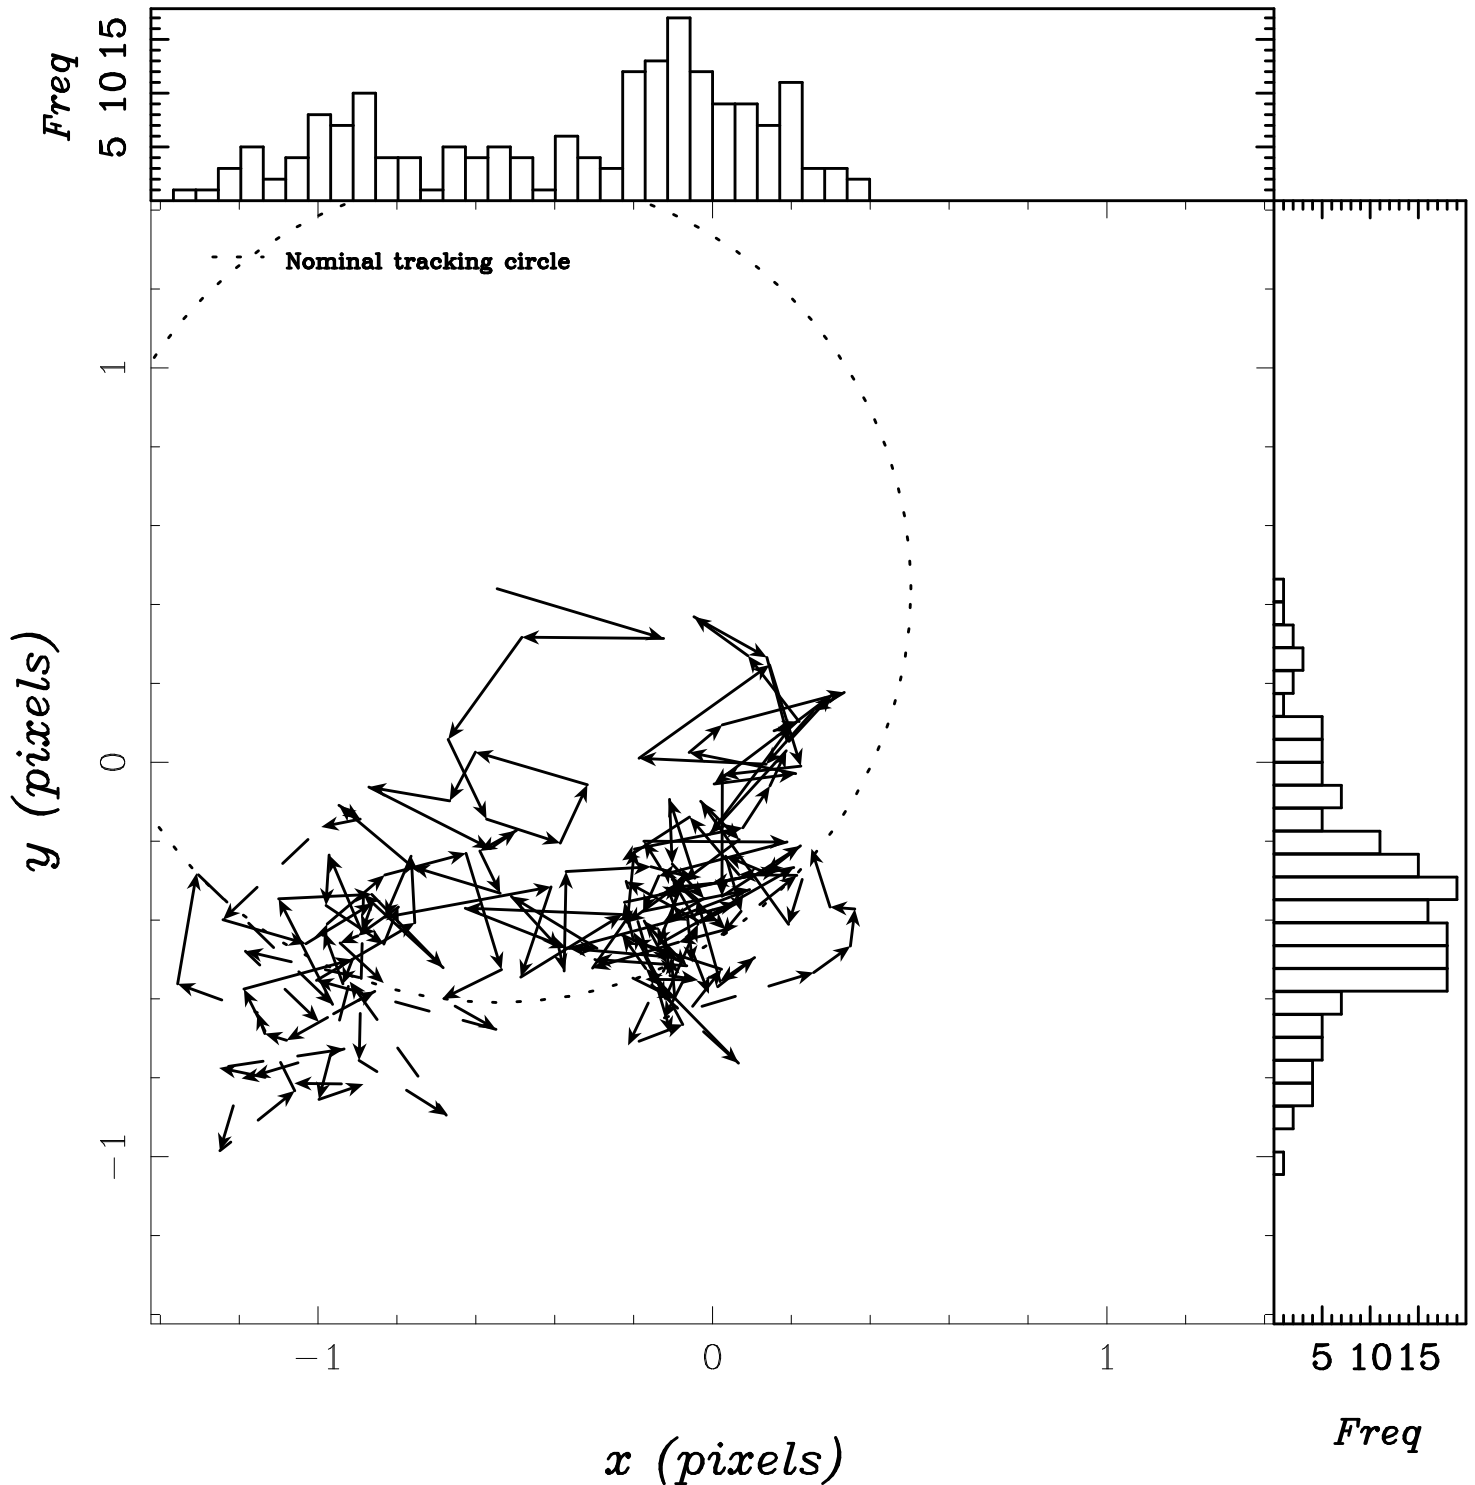 Freq
5 10 15
Nominal tracking circle
y (pixels)
1
0
−1
−1 0 1
x (pixels)
5 10 15
Freq